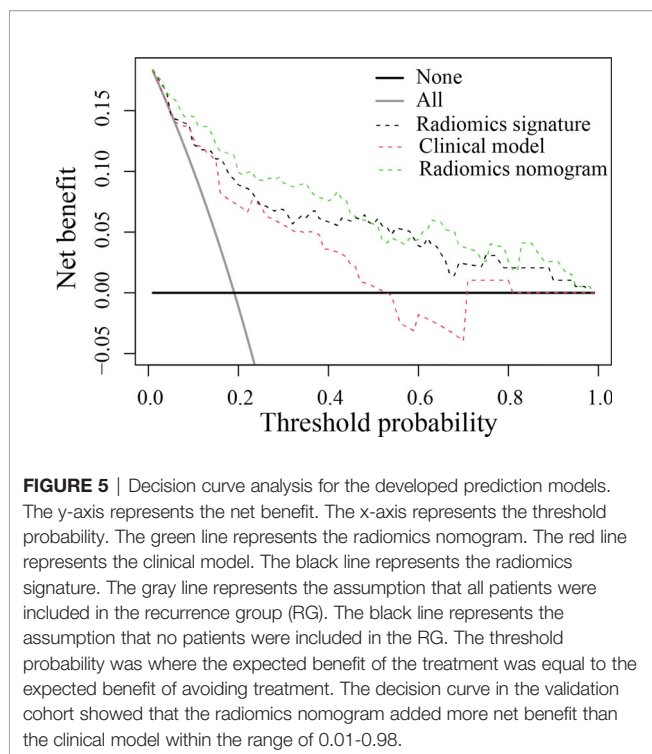 None
All
Radiomics signature
Clinical model
Radiomics nomogram
Net benefit
0.15
0.10
0.05
0.00
−0.05
0.0 0.2 0.4 0.6 0.8 1.0
Threshold probability
FIGURE 5 | Decision curve analysis for the developed prediction models.
The y-axis represents the net benefit. The x-axis represents the threshold
probability. The green line represents the radiomics nomogram. The red line
represents the clinical model. The black line represents the radiomics
signature. The gray line represents the assumption that all patients were
included in the recurrence group (RG). The black line represents the
assumption that no patients were included in the RG. The threshold
probability was where the expected benefit of the treatment was equal to the
expected benefit of avoiding treatment. The decision curve in the validation
cohort showed that the radiomics nomogram added more net benefit than
the clinical model within the range of 0.01-0.98.